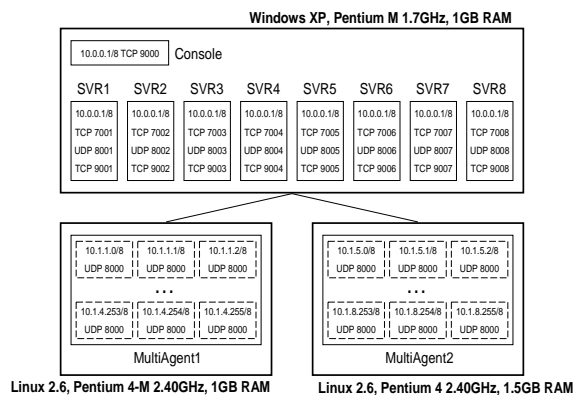 Windows XP, Pentium M 1.7GHz, 1GB RAM
10.0.0.1/8 TCP 9000 Console
SVR1 SVR2 SVR3 SVR4 SVR5 SVR6 SVR7 SVR8
10.0.0.1/8 10.0.0.1/8 10.0.0.1/8 10.0.0.1/8 10.0.0.1/8 10.0.0.1/8 10.0.0.1/8 10.0.0.1/8
TCP 7001 TCP 7002 TCP 7003 TCP 7004 TCP 7005 TCP 7006 TCP 7007 TCP 7008
UDP 8001 UDP 8002 UDP 8003 UDP 8004 UDP 8005 UDP 8006 UDP 8007 UDP 8008
TCP 9001 TCP 9002 TCP 9003 TCP 9004 TCP 9005 TCP 9006 TCP 9007 TCP 9008
10.1.1.0/8 10.1.1.1/8 10.1.1.2/8
UDP 8000 UDP 8000 UDP 8000
...
10.1.4.253/8 10.1.4.254/8 10.1.4.255/8
UDP 8000 UDP 8000 UDP 8000
MultiAgent1
Linux 2.6, Pentium 4-M 2.40GHz, 1GB RAM
10.1.5.0/8 10.1.5.1/8 10.1.5.2/8
UDP 8000 UDP 8000 UDP 8000
...
10.1.8.253/8 10.1.8.254/8 10.1.8.255/8
UDP 8000 UDP 8000 UDP 8000
MultiAgent2
Linux 2.6, Pentium 4 2.40GHz, 1.5GB RAM